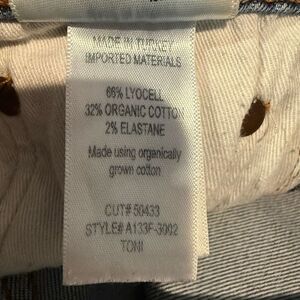 MADE IN TURKEY
IMPORTED MATERIALS
66% LYOCELL
32% ORGANIC COTTON
2% ELASTANE
Made using organically
grown cotton
CUT# 50433
STYLE# A133F-3002
TONI